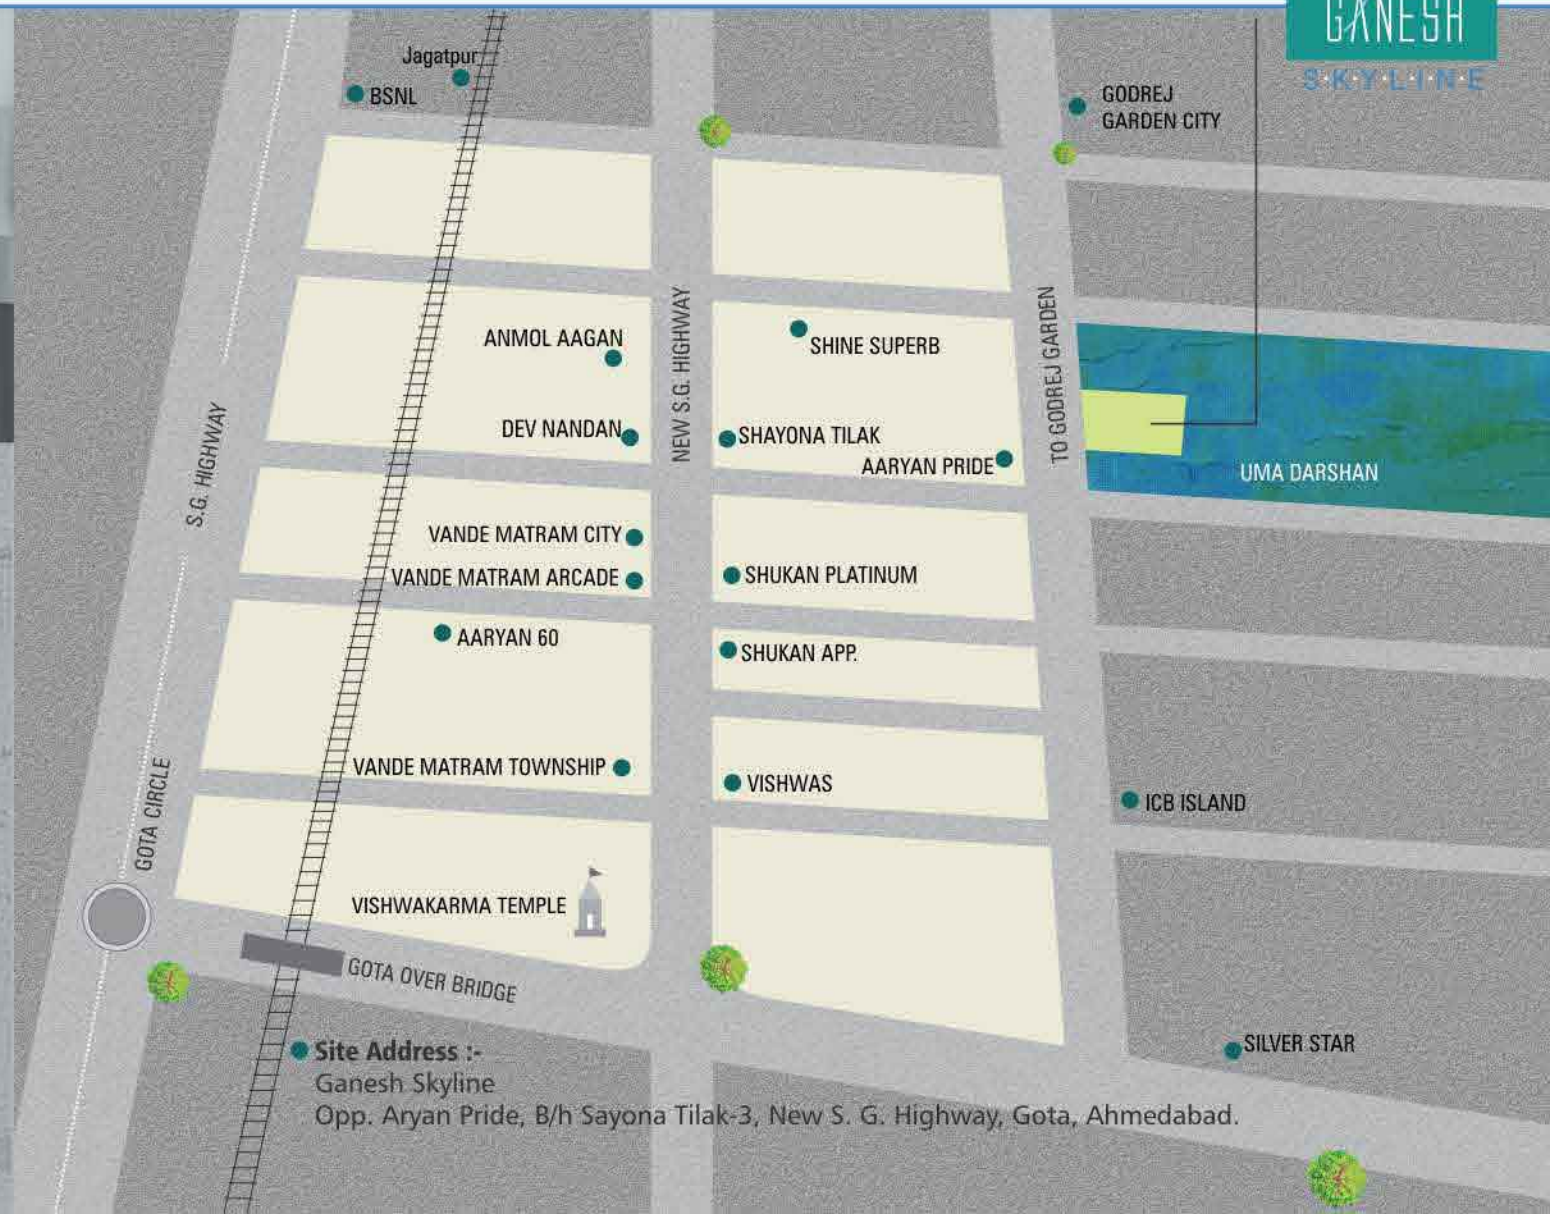 GANESH
S·K·Y·L·I·N·E
Jagatpur
BSNL
GODREJ
GARDEN CITY
ANMOL AAGAN
SHINE SUPERB
DEV NANDAN
SHAYONA TILAK
AARYAN PRIDE
NEW S.G. HIGHWAY
TO GODREJ GARDEN
S.G. HIGHWAY
UMA DARSHAN
VANDE MATRAM CITY
VANDE MATRAM ARCADE
SHUKAN PLATINUM
AARYAN 60
SHUKAN APP.
VANDE MATRAM TOWNSHIP
VISHWAS
ICB ISLAND
GOTA CIRCLE
VISHWAKARMA TEMPLE
GOTA OVER BRIDGE
SILVER STAR
Site Address :-
Ganesh Skyline
Opp. Aryan Pride, B/h Sayona Tilak-3, New S. G. Highway, Gota, Ahmedabad.